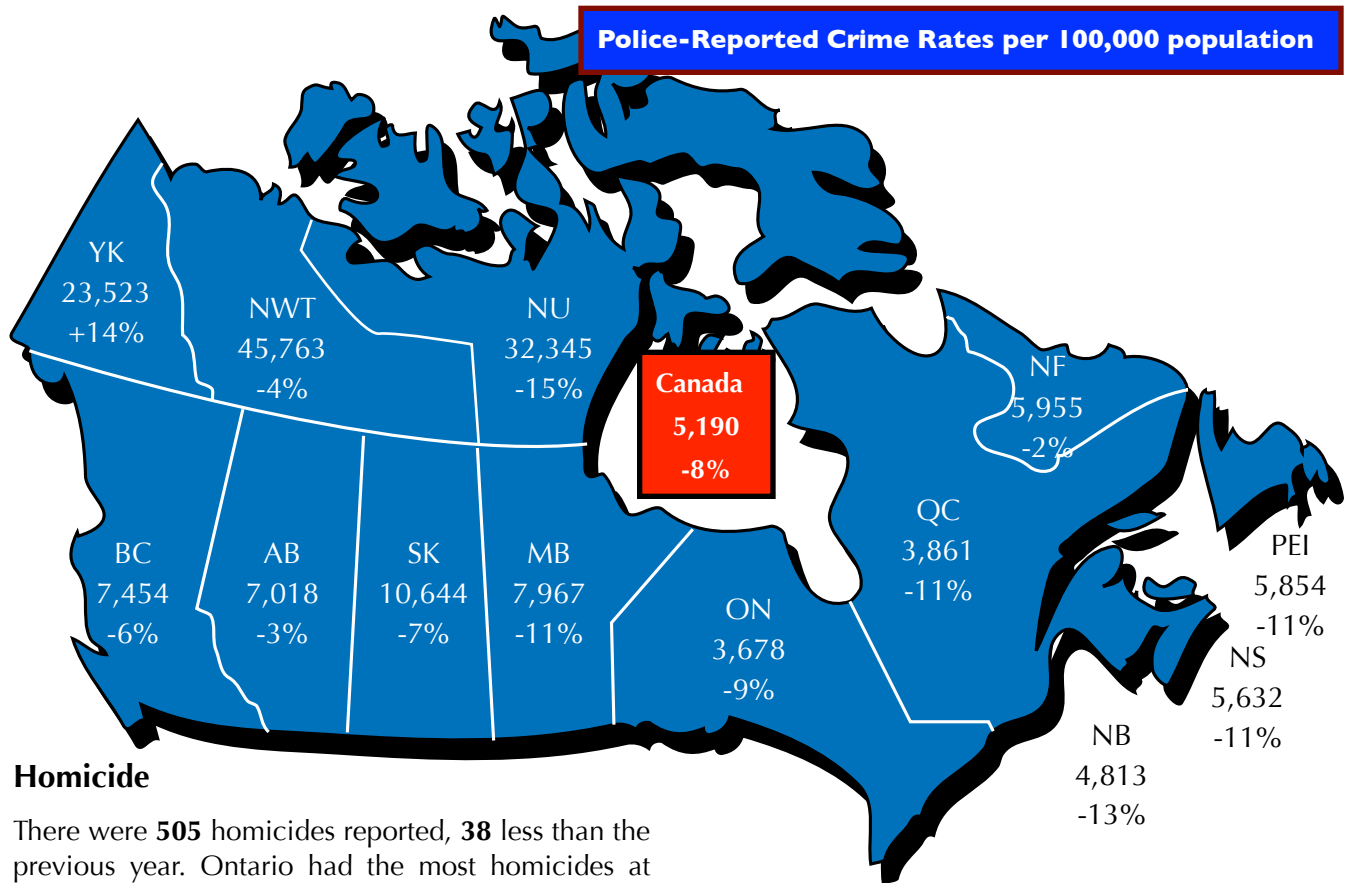 Police-Reported Crime Rates per 100,000 population
YK
23,523
+14%
NWT
45,763
-4%
NU
32,345
-15%
Canada
5,190
-8%
NF
5,955
-2%
BC
7,454
-6%
AB
7,018
-3%
SK
10,644
-7%
MB
7,967
-11%
ON
3,678
-9%
QC
3,861
-11%
PEI
5,854
-11%
NS
5,632
-11%
NB
4,813
-13%
Homicide
There were 505 homicides reported, 38 less than the
previous year. Ontario had the most homicides at